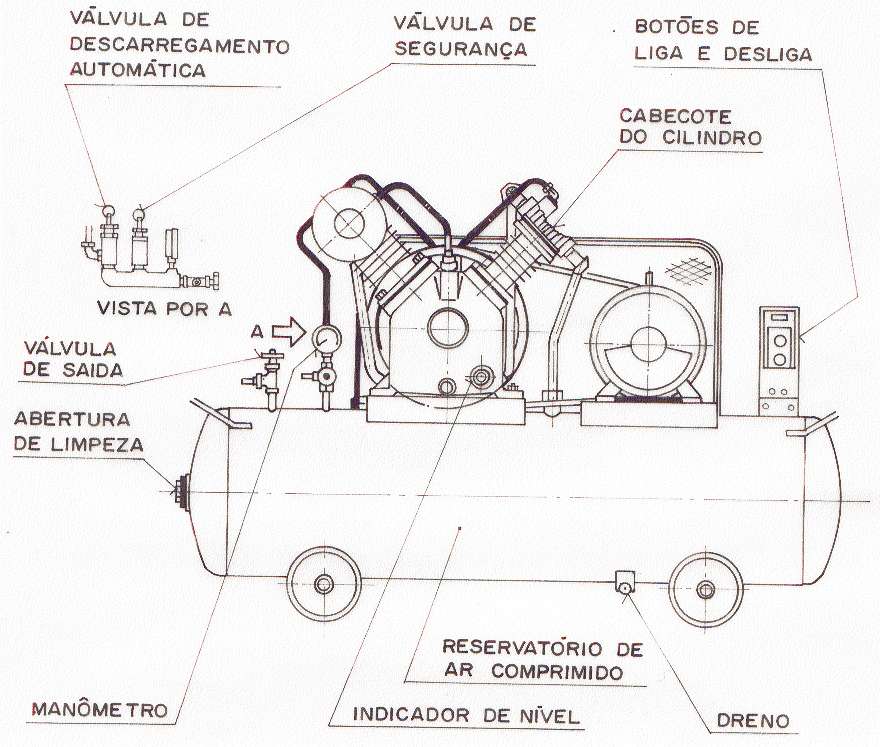 VÁLVULA DE
DESCARREGAMENTO
AUTOMÁTICA
VÁLVULA DE
SEGURANÇA
BOTÕES DE
LIGA E DESLIGA
CABECOTE
DO CILINDRO
VISTA POR A
A
VÁLVULA
DE SAIDA
ABERTURA
DE LIMPEZA
RESERVATÓRIO DE
AR COMPRIMIDO
MANÔMETRO
INDICADOR DE NÍVEL
DRENO